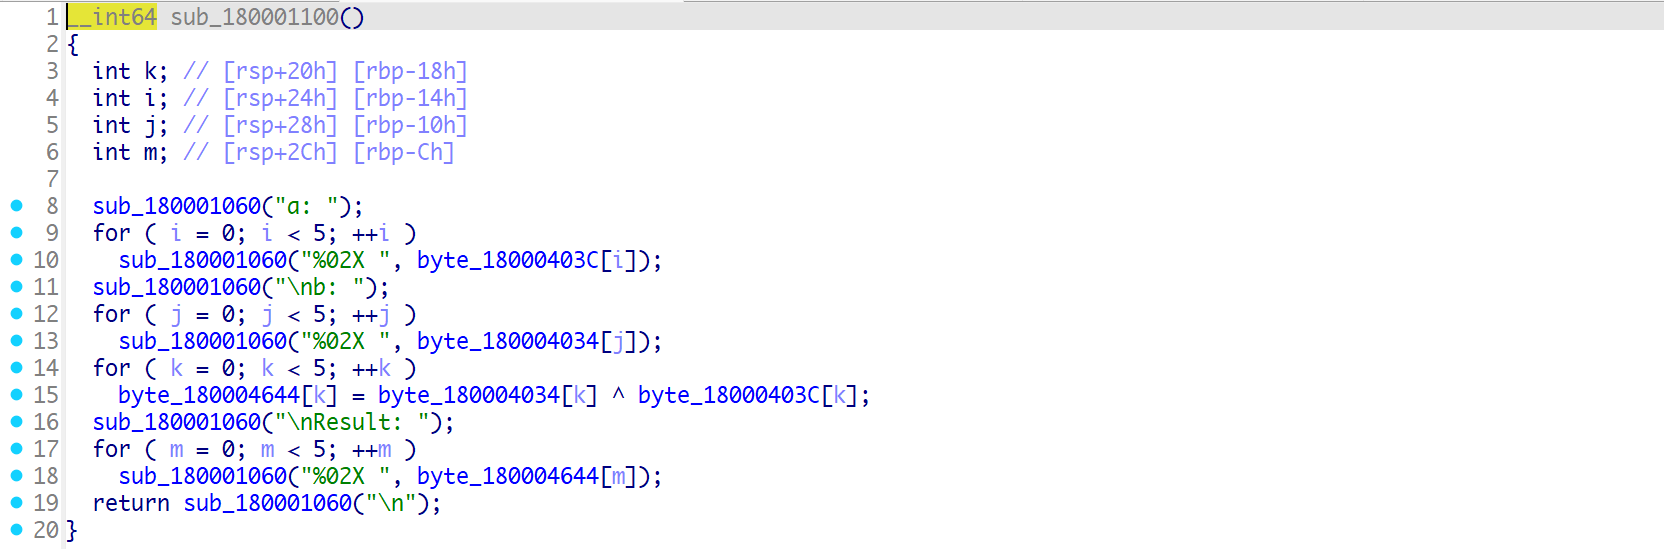 1 __int64 sub_180001100()
2 {
3 int k; // [rsp+20h] [rbp-18h]
4 int i; // [rsp+24h] [rbp-14h]
5 int j; // [rsp+28h] [rbp-10h]
6 int m; // [rsp+2Ch] [rbp-Ch]
7
8 sub_180001060("a: ");
9 for ( i = 0; i < 5; ++i )
10 sub_180001060("%02X ", byte_18000403C[i]);
11 sub_180001060("\nb: ");
12 for ( j = 0; j < 5; ++j )
13 sub_180001060("%02X ", byte_180004034[j]);
14 for ( k = 0; k < 5; ++k )
15 byte_180004644[k] = byte_180004034[k] ^ byte_18000403C[k];
16 sub_180001060("\nResult: ");
17 for ( m = 0; m < 5; ++m )
18 sub_180001060("%02X ", byte_180004644[m]);
19 return sub_180001060("\n");
20 }